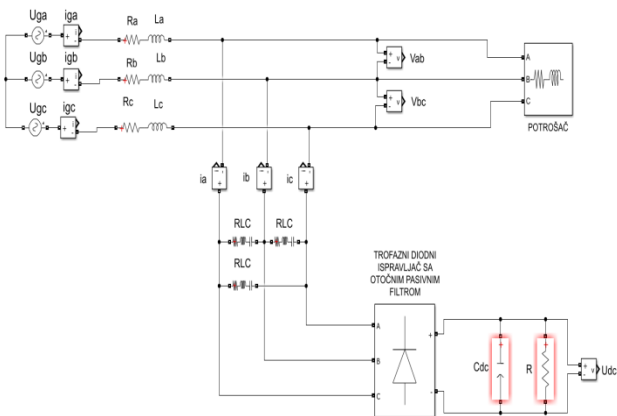 Uga iga Ra La
Ugb igb Rb Lb
Ugc igc Rc Lc
Vab
Vbc
A
B
C
POTROŠAČ
ia ib ic
RLC RLC
RLC
TROFAZNI DIODNI
ISPRAVLJAČ SA
OTOČNIM PASIVNIM
FILTROM
A
B
C
+
-
Cdc
R
Udc